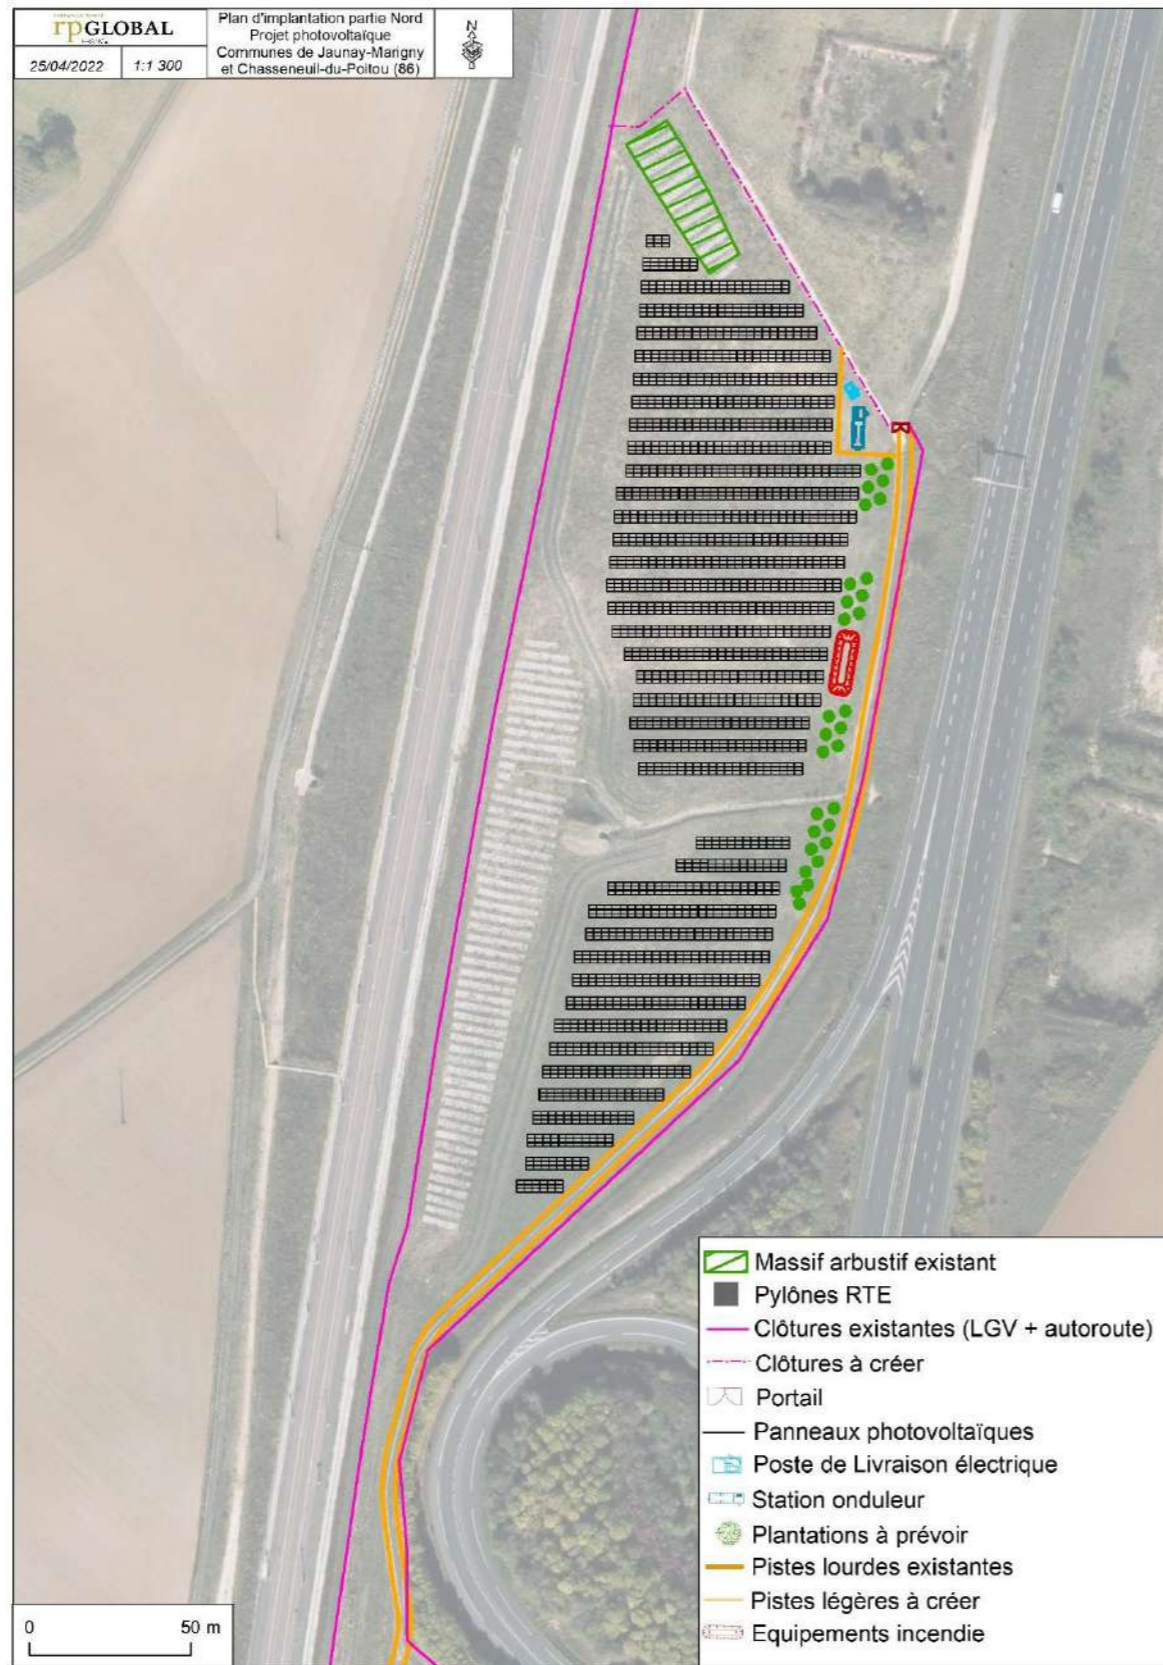 rpGLOBAL
25/04/2022
1:1 300
Plan d'implantation partie Nord
Projet photovoltaïque
Communes de Jaunay-Marigny
et Chasseneuil-du-Poitou (86)
N
Massif arbustif existant
Pylônes RTE
Clôtures existantes (LGV + autoroute)
Clôtures à créer
Portail
Panneaux photovoltaïques
Poste de Livraison électrique
Station onduleur
Plantations à prévoir
Pistes lourdes existantes
Pistes légères à créer
Equipements incendie
0 50 m